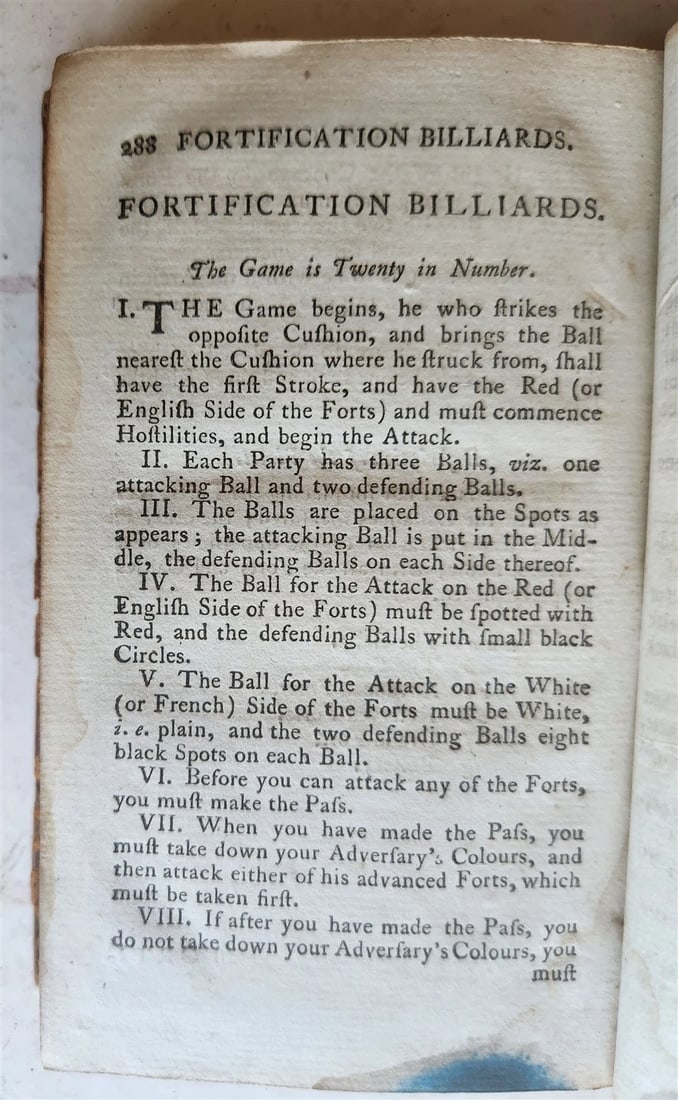 288 FORTIFICATION BILLIARDS.
FORTIFICATION BILLIARDS.
The Game is Twenty in Number.
I. THE Game begins, he who ſtrikes the
oppoſite Cuſhion, and brings the Ball
neareſt the Cuſhion where he ſtruck from, ſhall
have the firſt Stroke, and have the Red (or
Engliſh Side of the Forts) and muſt commence
Hoſtilities, and begin the Attack.
II. Each Party has three Balls, viz. one
attacking Ball and two defending Balls.
III. The Balls are placed on the Spots as
appears; the attacking Ball is put in the Mid-
dle, the defending Balls on each Side thereof.
IV. The Ball for the Attack on the Red (or
Engliſh Side of the Forts) muſt be ſpotted with
Red, and the defending Balls with ſmall black
Circles.
V. The Ball for the Attack on the White
(or French) Side of the Forts muſt be White,
i. e. plain, and the two defending Balls eight
black Spots on each Ball.
VI. Before you can attack any of the Forts,
you muſt make the Paſs.
VII. When you have made the Paſs, you
muſt take down your Adverſary's Colours, and
then attack either of his advanced Forts, which
muſt be taken firſt.
VIII. If after you have made the Paſs, you
do not take down your Adverſary's Colours, you
muſt